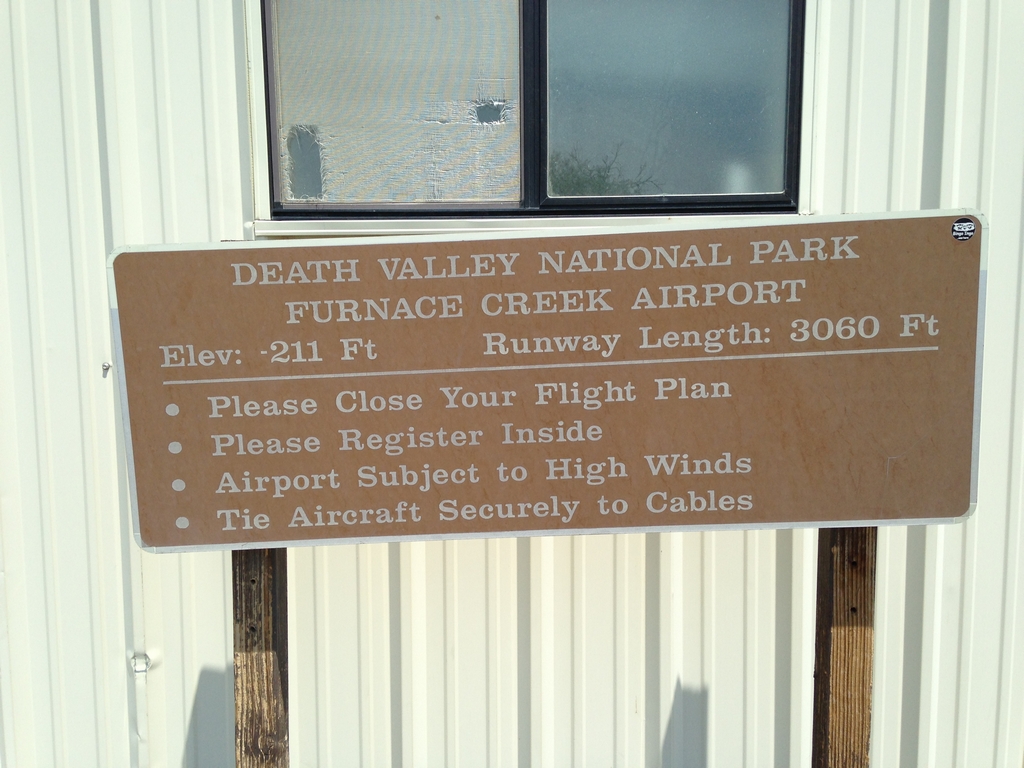 DEATH VALLEY NATIONAL PARK
FURNACE CREEK AIRPORT
Elev: -211 Ft Runway Length: 3060 Ft
• Please Close Your Flight Plan
• Please Register Inside
• Airport Subject to High Winds
• Tie Aircraft Securely to Cables